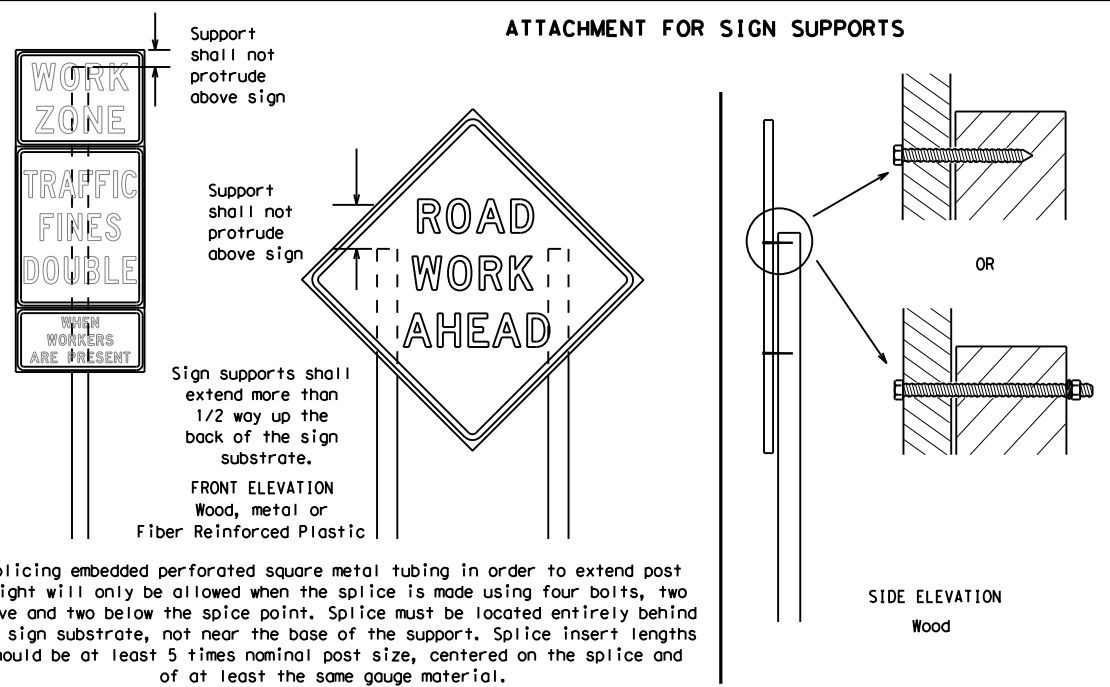 ATTACHMENT FOR SIGN SUPPORTS
Support
shall not
protrude
above sign
WORK
ZONE
TRAFFIC
FINES
DOUBLE
WHEN
WORKERS
ARE PRESENT
Support
shall not
protrude
above sign
ROAD
WORK
AHEAD
Sign supports shall
extend more than
1/2 way up the
back of the sign
substrate.
FRONT ELEVATION
Wood, metal or
Fiber Reinforced Plastic
OR
SIDE ELEVATION
Wood
plicing embedded perforated square metal tubing in order to extend post
ight will only be allowed when the splice is made using four bolts, two
ve and two below the spice point. Splice must be located entirely behind
sign substrate, not near the base of the support. Splice insert lengths
ould be at least 5 times nominal post size, centered on the splice and
of at least the same gauge material.